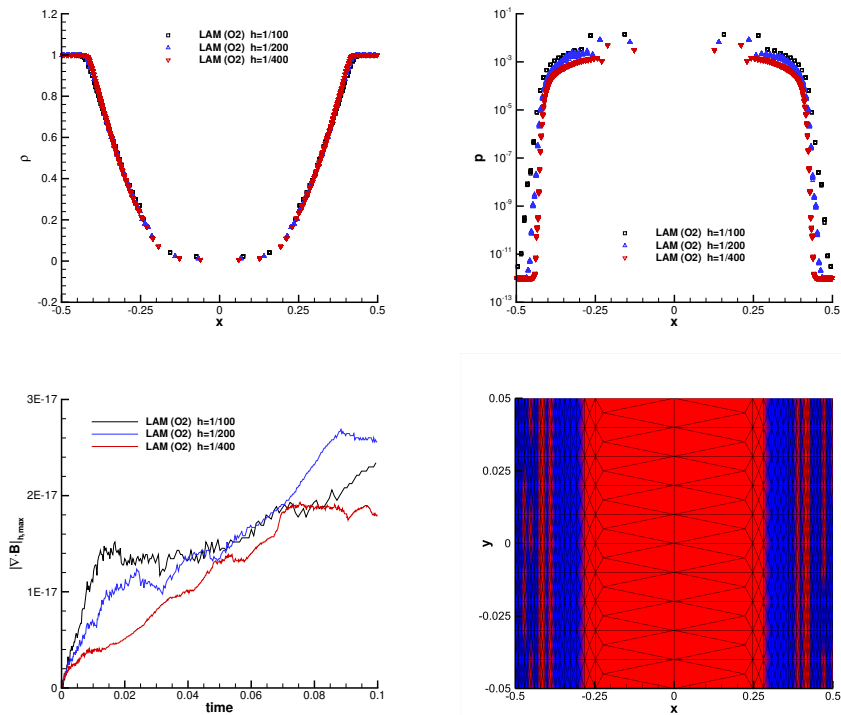 1.2
1
0.8
0.6
0.4
0.2
0
-0.2
ρ
LAM (O2) h=1/100
LAM (O2) h=1/200
LAM (O2) h=1/400
-0.5
-0.25
0
0.25
0.5
x
10⁻¹
10⁻³
10⁻⁵
10⁻⁷
10⁻⁹
10⁻¹¹
10⁻¹³
p
LAM (O2) h=1/100
LAM (O2) h=1/200
LAM (O2) h=1/400
-0.5
-0.25
0
0.25
0.5
x
3E-17
2E-17
1E-17
0
|∇·B|h,max
LAM (O2) h=1/100
LAM (O2) h=1/200
LAM (O2) h=1/400
0
0.02
0.04
0.06
0.08
0.1
time
0.05
0.025
0
-0.025
-0.05
y
-0.5
-0.25
0
0.25
0.5
x